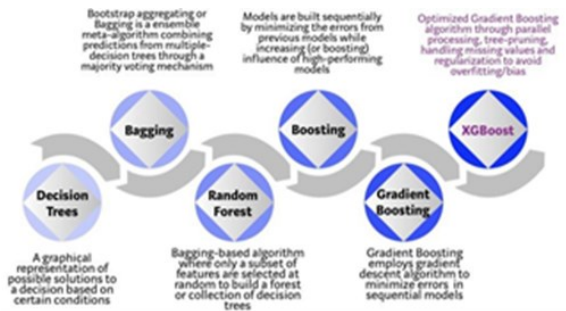 Bootstrap aggregating or
Bagging is a ensemble
meta-algorithm combining
predictions from multiple-
decision trees through a
majority voting mechanism
Models are built sequentially
by minimizing the errors from
previous models while
increasing (or boosting)
influence of high-performing
models
Optimized Gradient Boosting
algorithm through parallel
processing, tree-pruning,
handling missing values and
regularization to avoid
overfitting/bias
Bagging
Boosting
XGBoost
Decision
Trees
Random
Forest
Gradient
Boosting
A graphical
representation of
possible solutions to
a decision based on
certain conditions
Bagging-based algorithm
where only a subset of
features are selected at
random to build a forest
or collection of decision
trees
Gradient Boosting
employs gradient
descent algorithm to
minimize errors in
sequential models